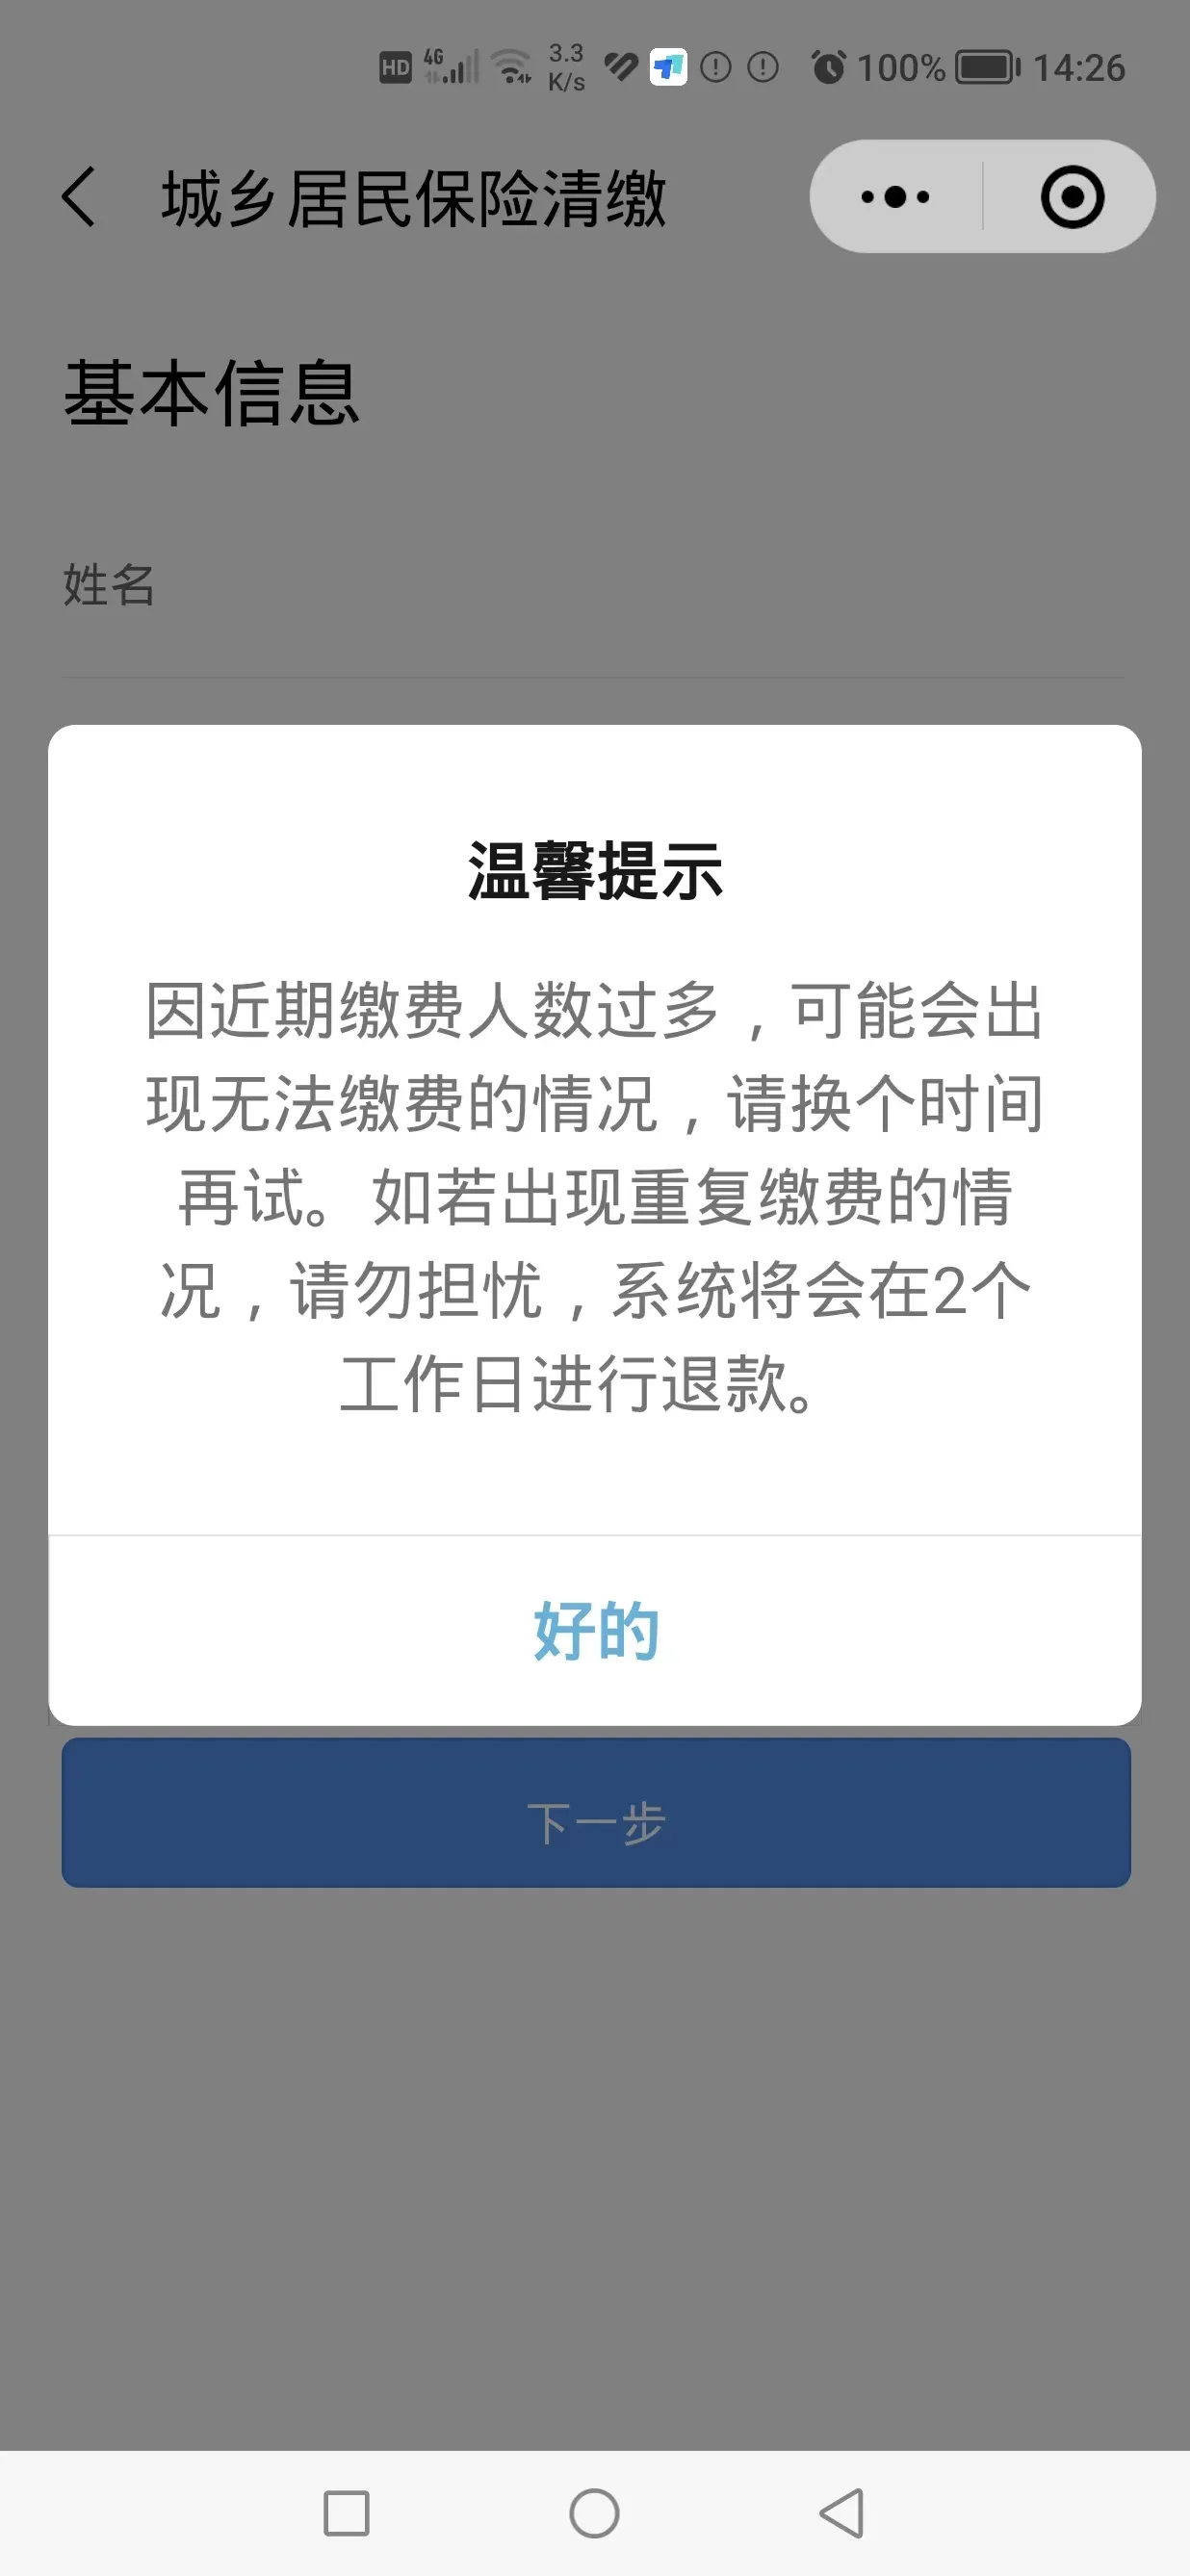 HD 4G 3.3 K/s 100% 14:26
城乡居民保险清缴
基本信息
姓名
温馨提示
因近期缴费人数过多，可能会出
现无法缴费的情况，请换个时间
再试。如若出现重复缴费的情
况，请勿担忧，系统将会在2个
工作日进行退款。
好的
下一步